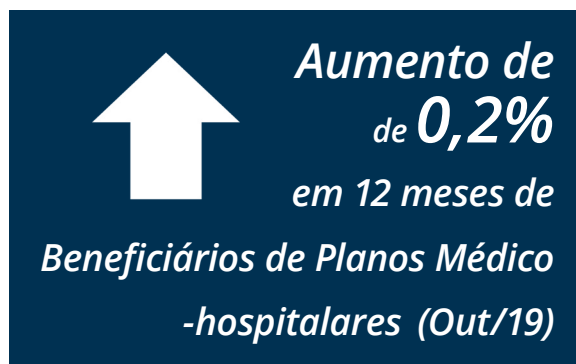 Aumento de
de 0,2%
em 12 meses de
Beneficiários de Planos Médico
-hospitalares (Out/19)